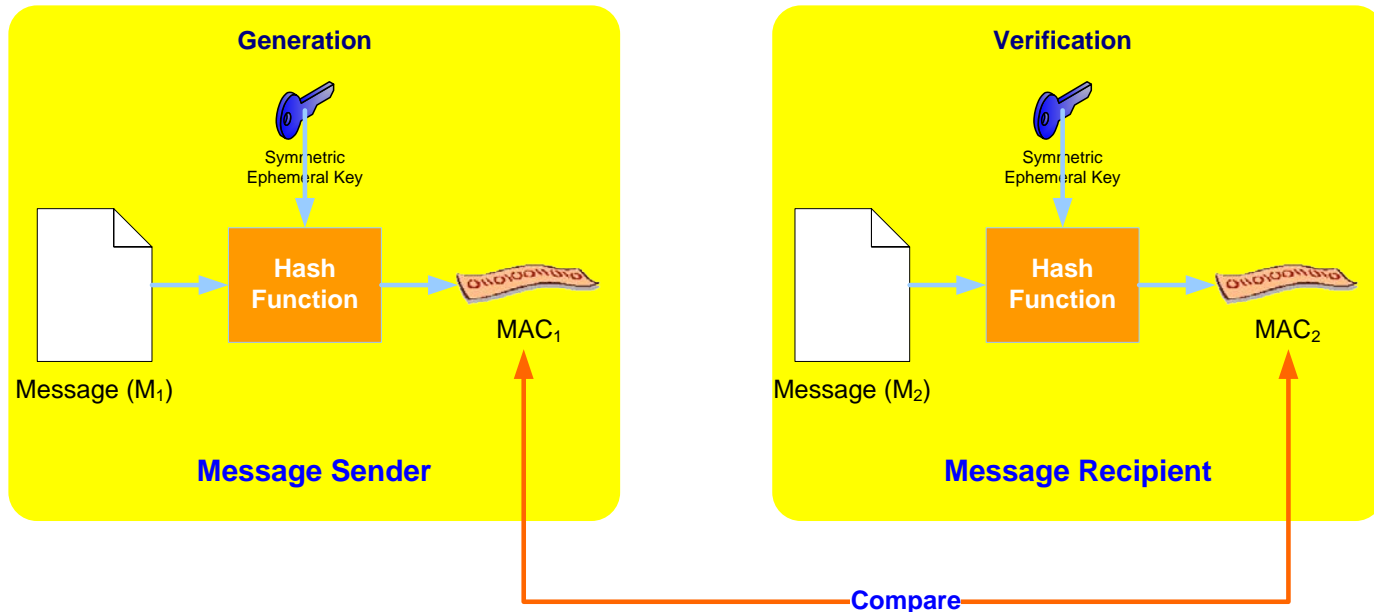 Generation
Symmetric
Ephemeral Key
Hash
Function
MAC₁
Message (M₁)
Message Sender
Verification
Symmetric
Ephemeral Key
Hash
Function
MAC₂
Message (M₂)
Message Recipient
Compare